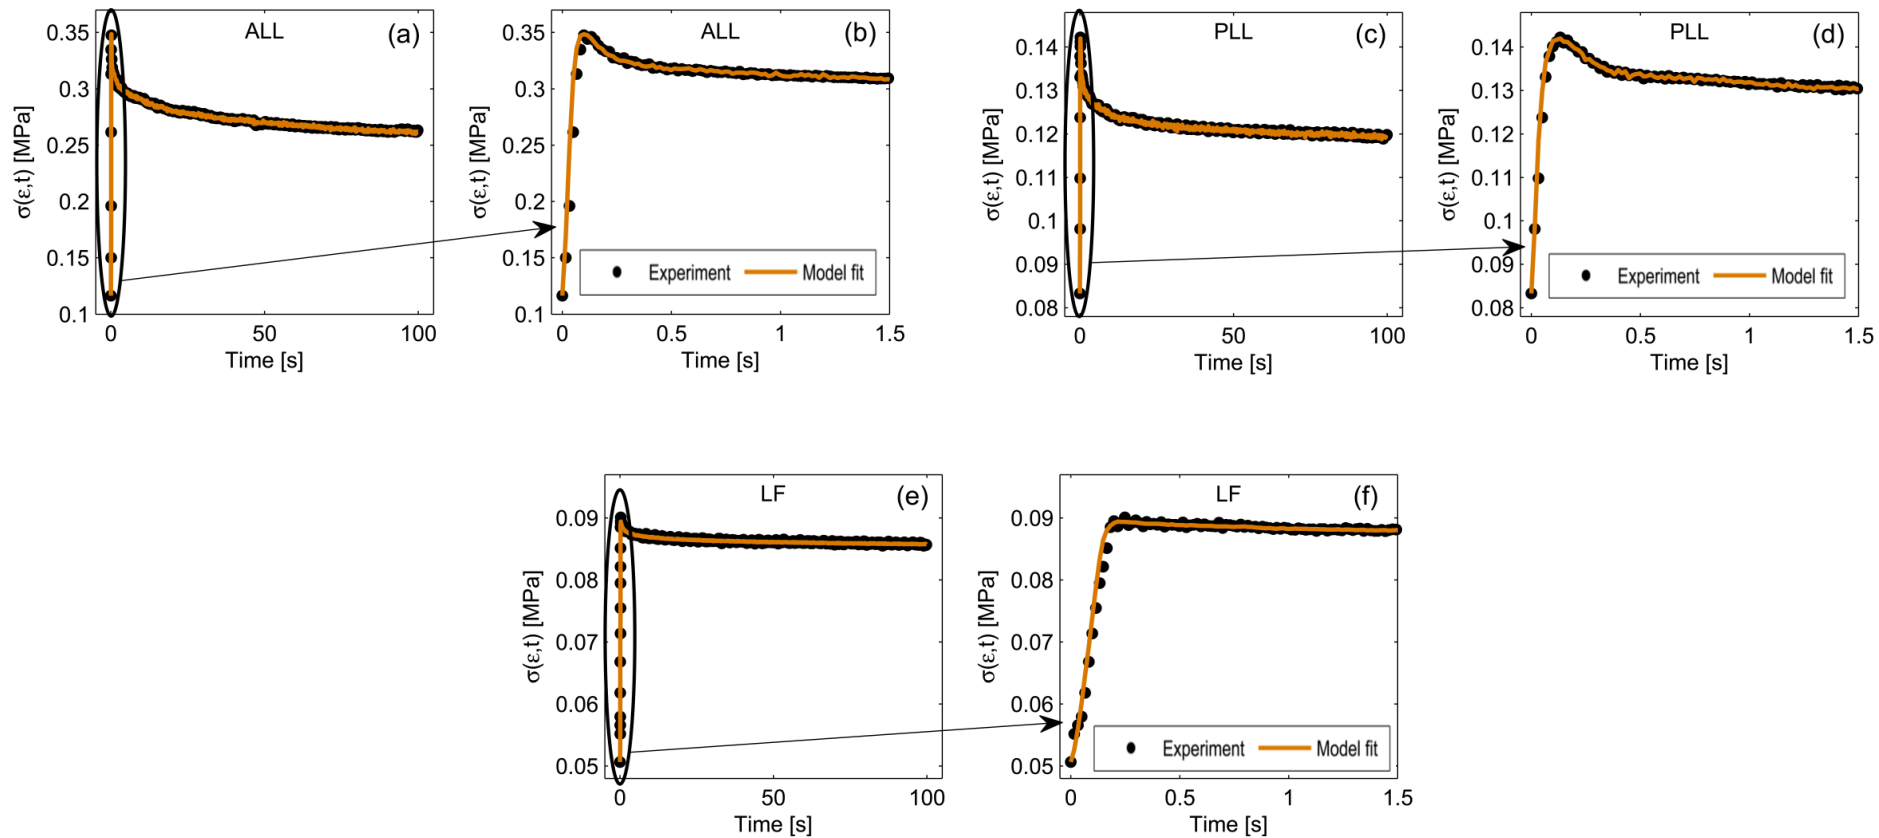 ALL
(a)
0.35
0.3
0.25
0.2
0.15
0.1
σ(ε,t) [MPa]
0
50
100
Time [s]
ALL
(b)
0.35
0.3
0.25
0.2
0.15
0.1
σ(ε,t) [MPa]
Experiment
Model fit
0
0.5
1
1.5
Time [s]
PLL
(c)
0.14
0.13
0.12
0.11
0.1
0.09
0.08
σ(ε,t) [MPa]
0
50
100
Time [s]
PLL
(d)
0.14
0.13
0.12
0.11
0.1
0.09
0.08
σ(ε,t) [MPa]
Experiment
Model fit
0
0.5
1
1.5
Time [s]
LF
(e)
0.09
0.08
0.07
0.06
0.05
σ(ε,t) [MPa]
0
50
100
Time [s]
LF
(f)
0.09
0.08
0.07
0.06
0.05
σ(ε,t) [MPa]
Experiment
Model fit
0
0.5
1
1.5
Time [s]